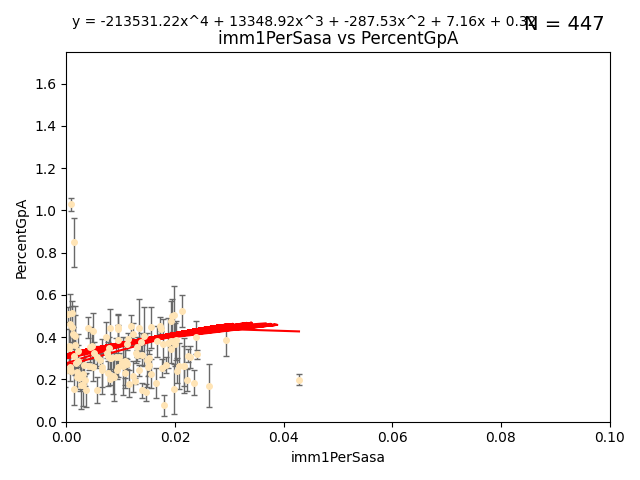 y = -213531.22x^4 + 13348.92x^3 + -287.53x^2 + 7.16x + 0.32
N = 447
imm1PerSasa vs PercentGpA
PercentGpA
1.6
1.4
1.2
1.0
0.8
0.6
0.4
0.2
0.0
0.00 0.02 0.04 0.06 0.08 0.10
imm1PerSasa